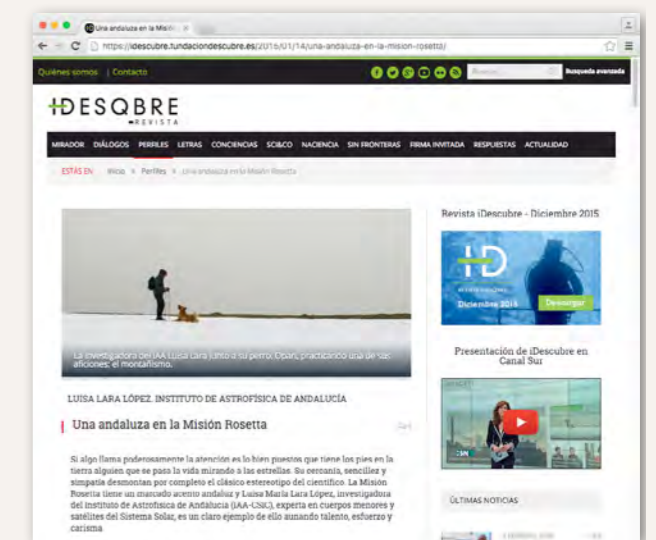 Una andaluza en la Misió
https://idescubre.fundaciondescubre.es/2016/01/14/una-andaluza-en-la-mision-rosetta/
Quiénes somos | Contacto
Buscar...
Busqueda avanzada
IDESQBRE
REVISTA
MIRADOR DIÁLOGOS PERFILES LETRAS CONCIENCIAS SCI&CO NACIENCIA SIN FRONTERAS FIRMA INVITADA RESPUESTAS ACTUALIDAD
ESTÁS EN: Inicio > Perfiles > Una andaluza en la Misión Rosetta
La investigadora del IAA Luisa Lara junto a su perro, Opari, practicando una de sus
aficiones: el montañismo.
LUISA LARA LÓPEZ. INSTITUTO DE ASTROFÍSICA DE ANDALUCÍA
Una andaluza en la Misión Rosetta
Si algo llama poderosamente la atención es lo bien puestos que tiene los pies en la
tierra alguien que se pasa la vida mirando a las estrellas. Su cercanía, sencillez y
simpatía desmontan por completo el clásico estereotipo del científico. La Misión
Rosetta tiene un marcado acento andaluz y Luisa María Lara López, investigadora
del Instituto de Astrofísica de Andalucía (IAA-CSIC), experta en cuerpos menores y
satélites del Sistema Solar, es un claro ejemplo de ello aunando talento, esfuerzo y
carisma.
Revista iDescubre - Diciembre 2015
iD
Diciembre 2015
Descargar
Presentación de iDescubre en
Canal Sur
ÚLTIMAS NOTICIAS